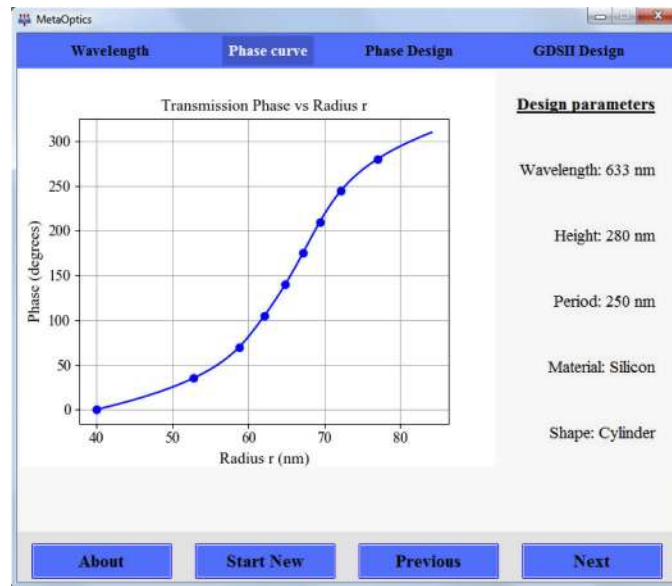 MetaOptics
Wavelength Phase curve Phase Design GDSII Design
Transmission Phase vs Radius r
300
250
200
150
100
50
0
Phase (degrees)
40 50 60 70 80
Radius r (nm)
Design parameters
Wavelength: 633 nm
Height: 280 nm
Period: 250 nm
Material: Silicon
Shape: Cylinder
About Start New Previous Next